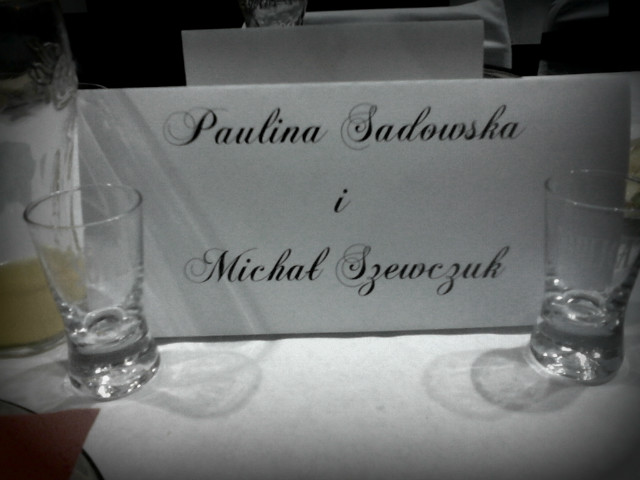 Paulina Sadowska
i
Michał Szewczuk